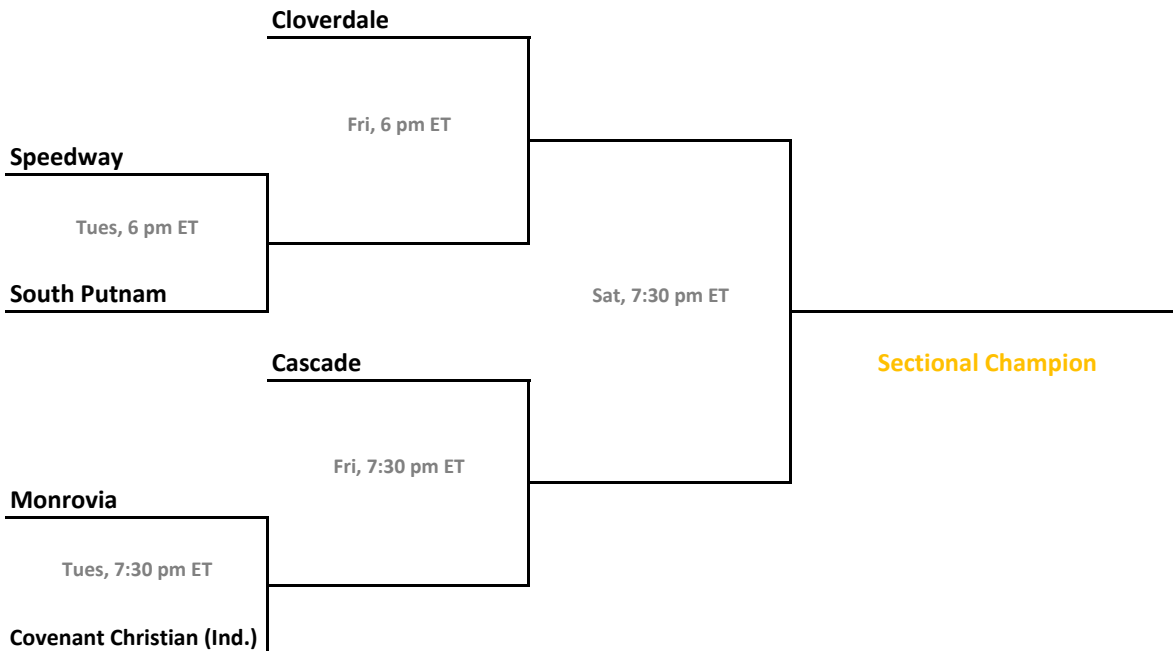 Cloverdale
Fri, 6 pm ET
Speedway
Tues, 6 pm ET
South Putnam
Sat, 7:30 pm ET
Cascade
Sectional Champion
Fri, 7:30 pm ET
Monrovia
Tues, 7:30 pm ET
Covenant Christian (Ind.)